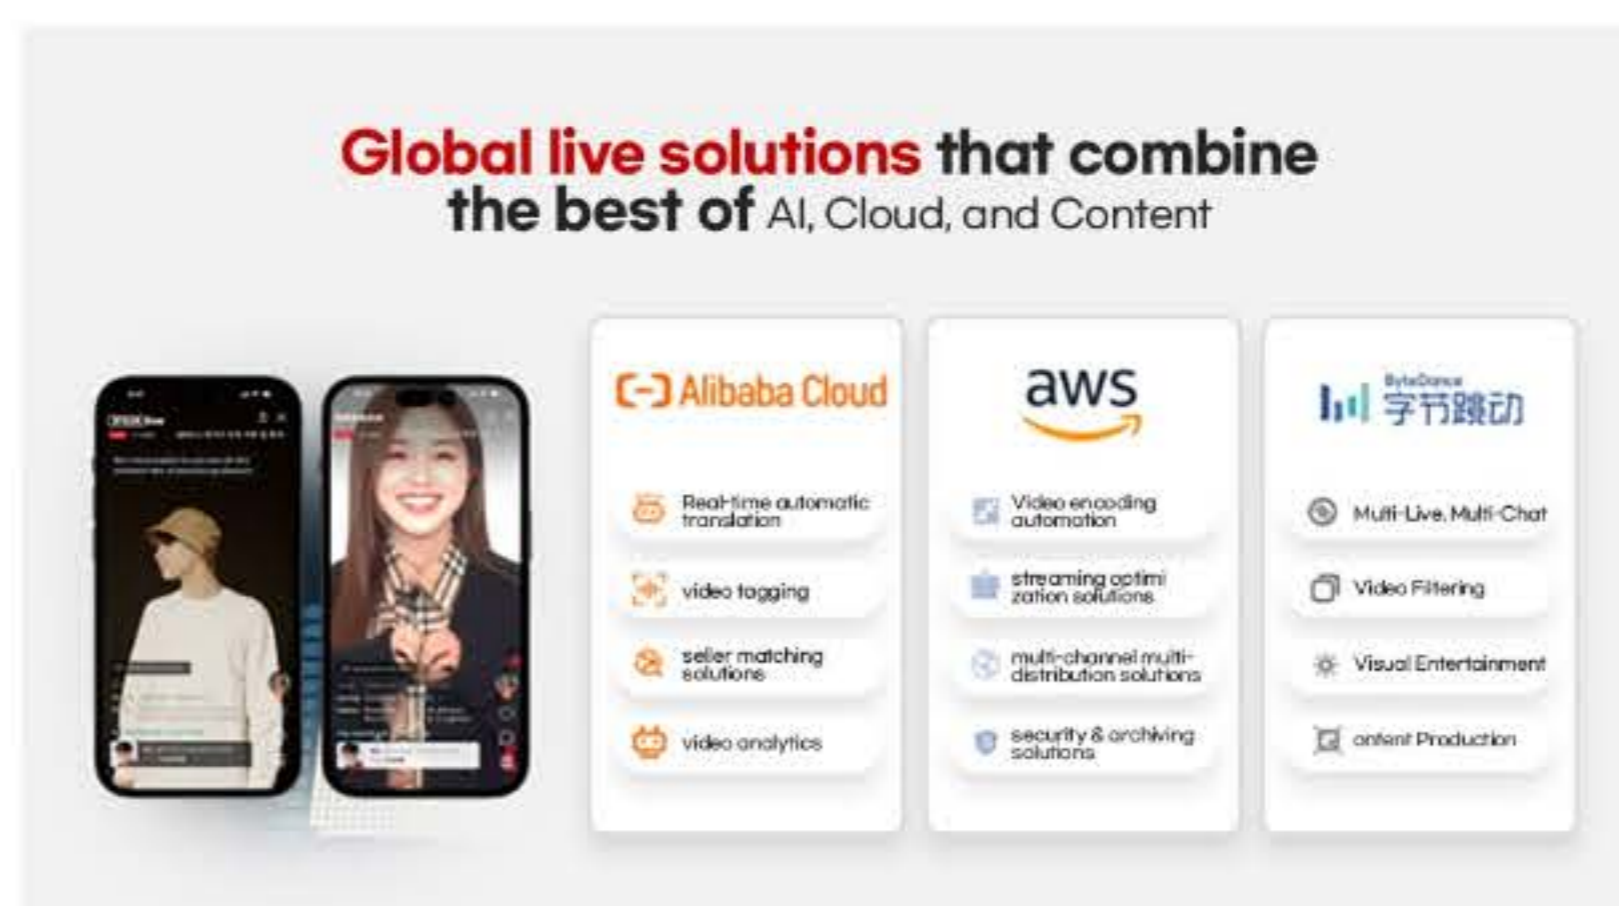 Global live solutions that combine
the best of AI, Cloud, and Content
Alibaba Cloud
Real-time automatic
translation
video tagging
seller matching
solutions
video analytics
aws
Video encoding
automation
streaming optimi
zation solutions
multi-channel multi-
distribution solutions
security & archiving
solutions
ByteDance
字节跳动
Multi-Live, Multi-Chat
Video Filtering
Visual Entertainment
ontent Production